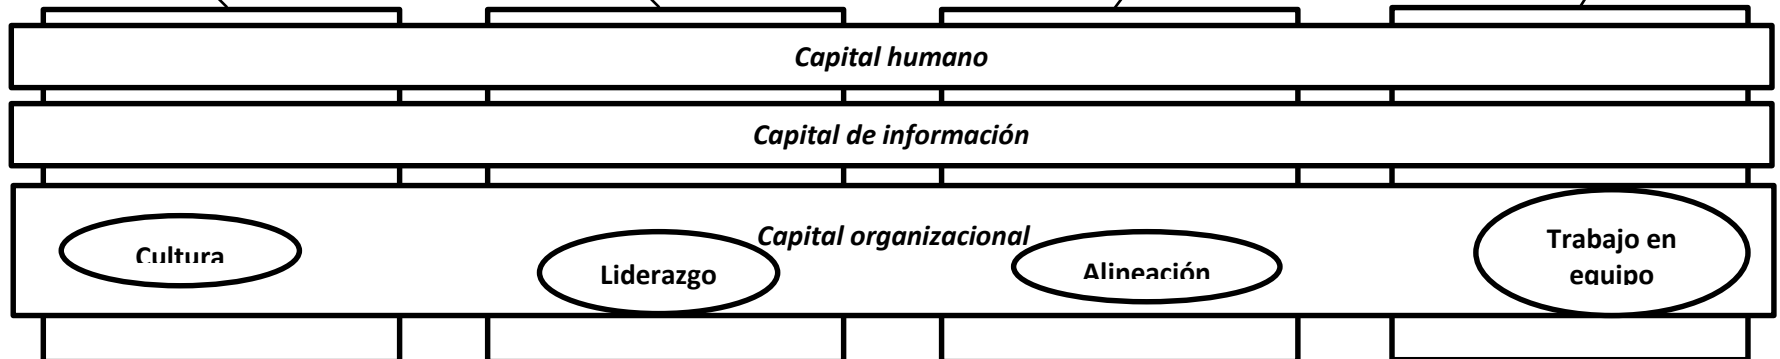 Capital humano
Capital de información
Capital organizacional
Cultura
Liderazgo
Alineación
Trabajo en
equipo